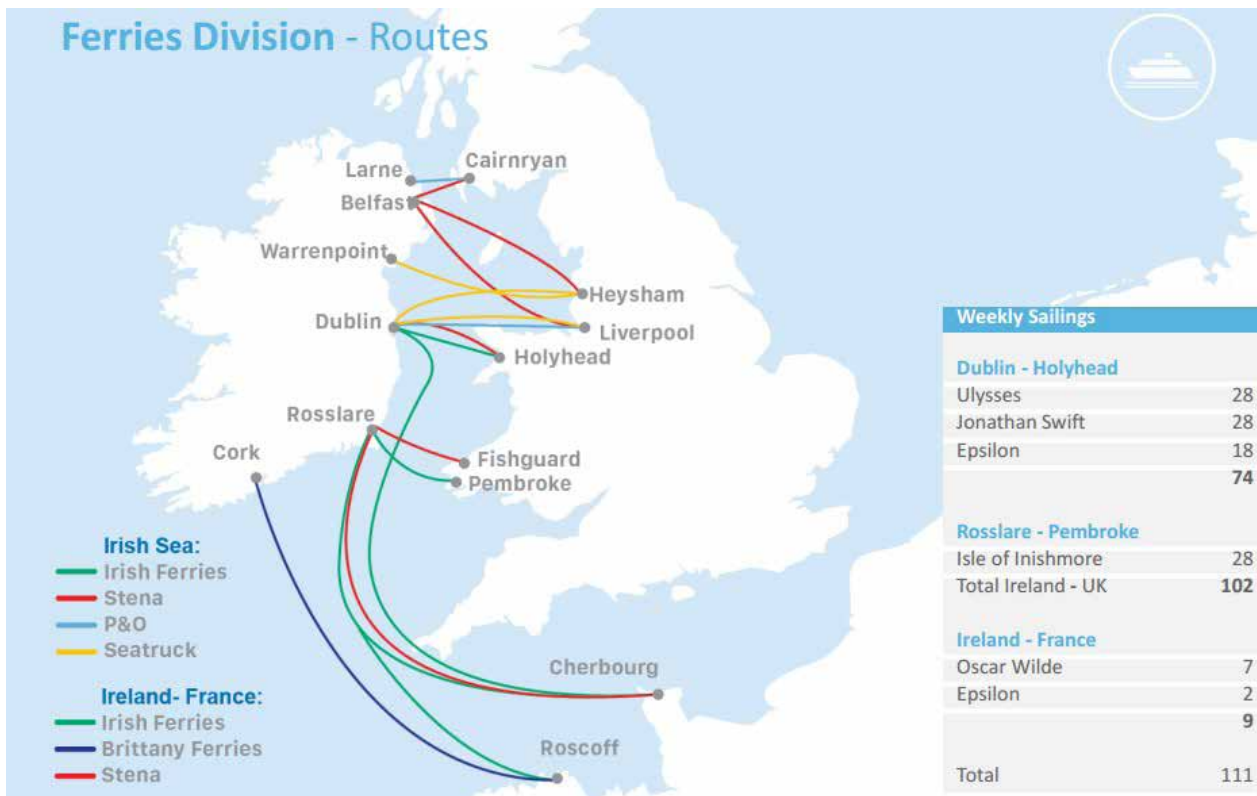 Ferries Division - Routes
Larne
Cairnryan
Belfast
Warrenpoint
Heysham
Dublin
Liverpool
Holyhead
Rosslare
Cork
Fishguard
Pembroke
Cherbourg
Roscoff
Irish Sea:
Irish Ferries
Stena
P&O
Seatruck
Ireland- France:
Irish Ferries
Brittany Ferries
Stena
Weekly Sailings
Dublin - Holyhead
Ulysses 28
Jonathan Swift 28
Epsilon 18
74
Rosslare - Pembroke
Isle of Inishmore 28
Total Ireland - UK 102
Ireland - France
Oscar Wilde 7
Epsilon 2
9
Total 111